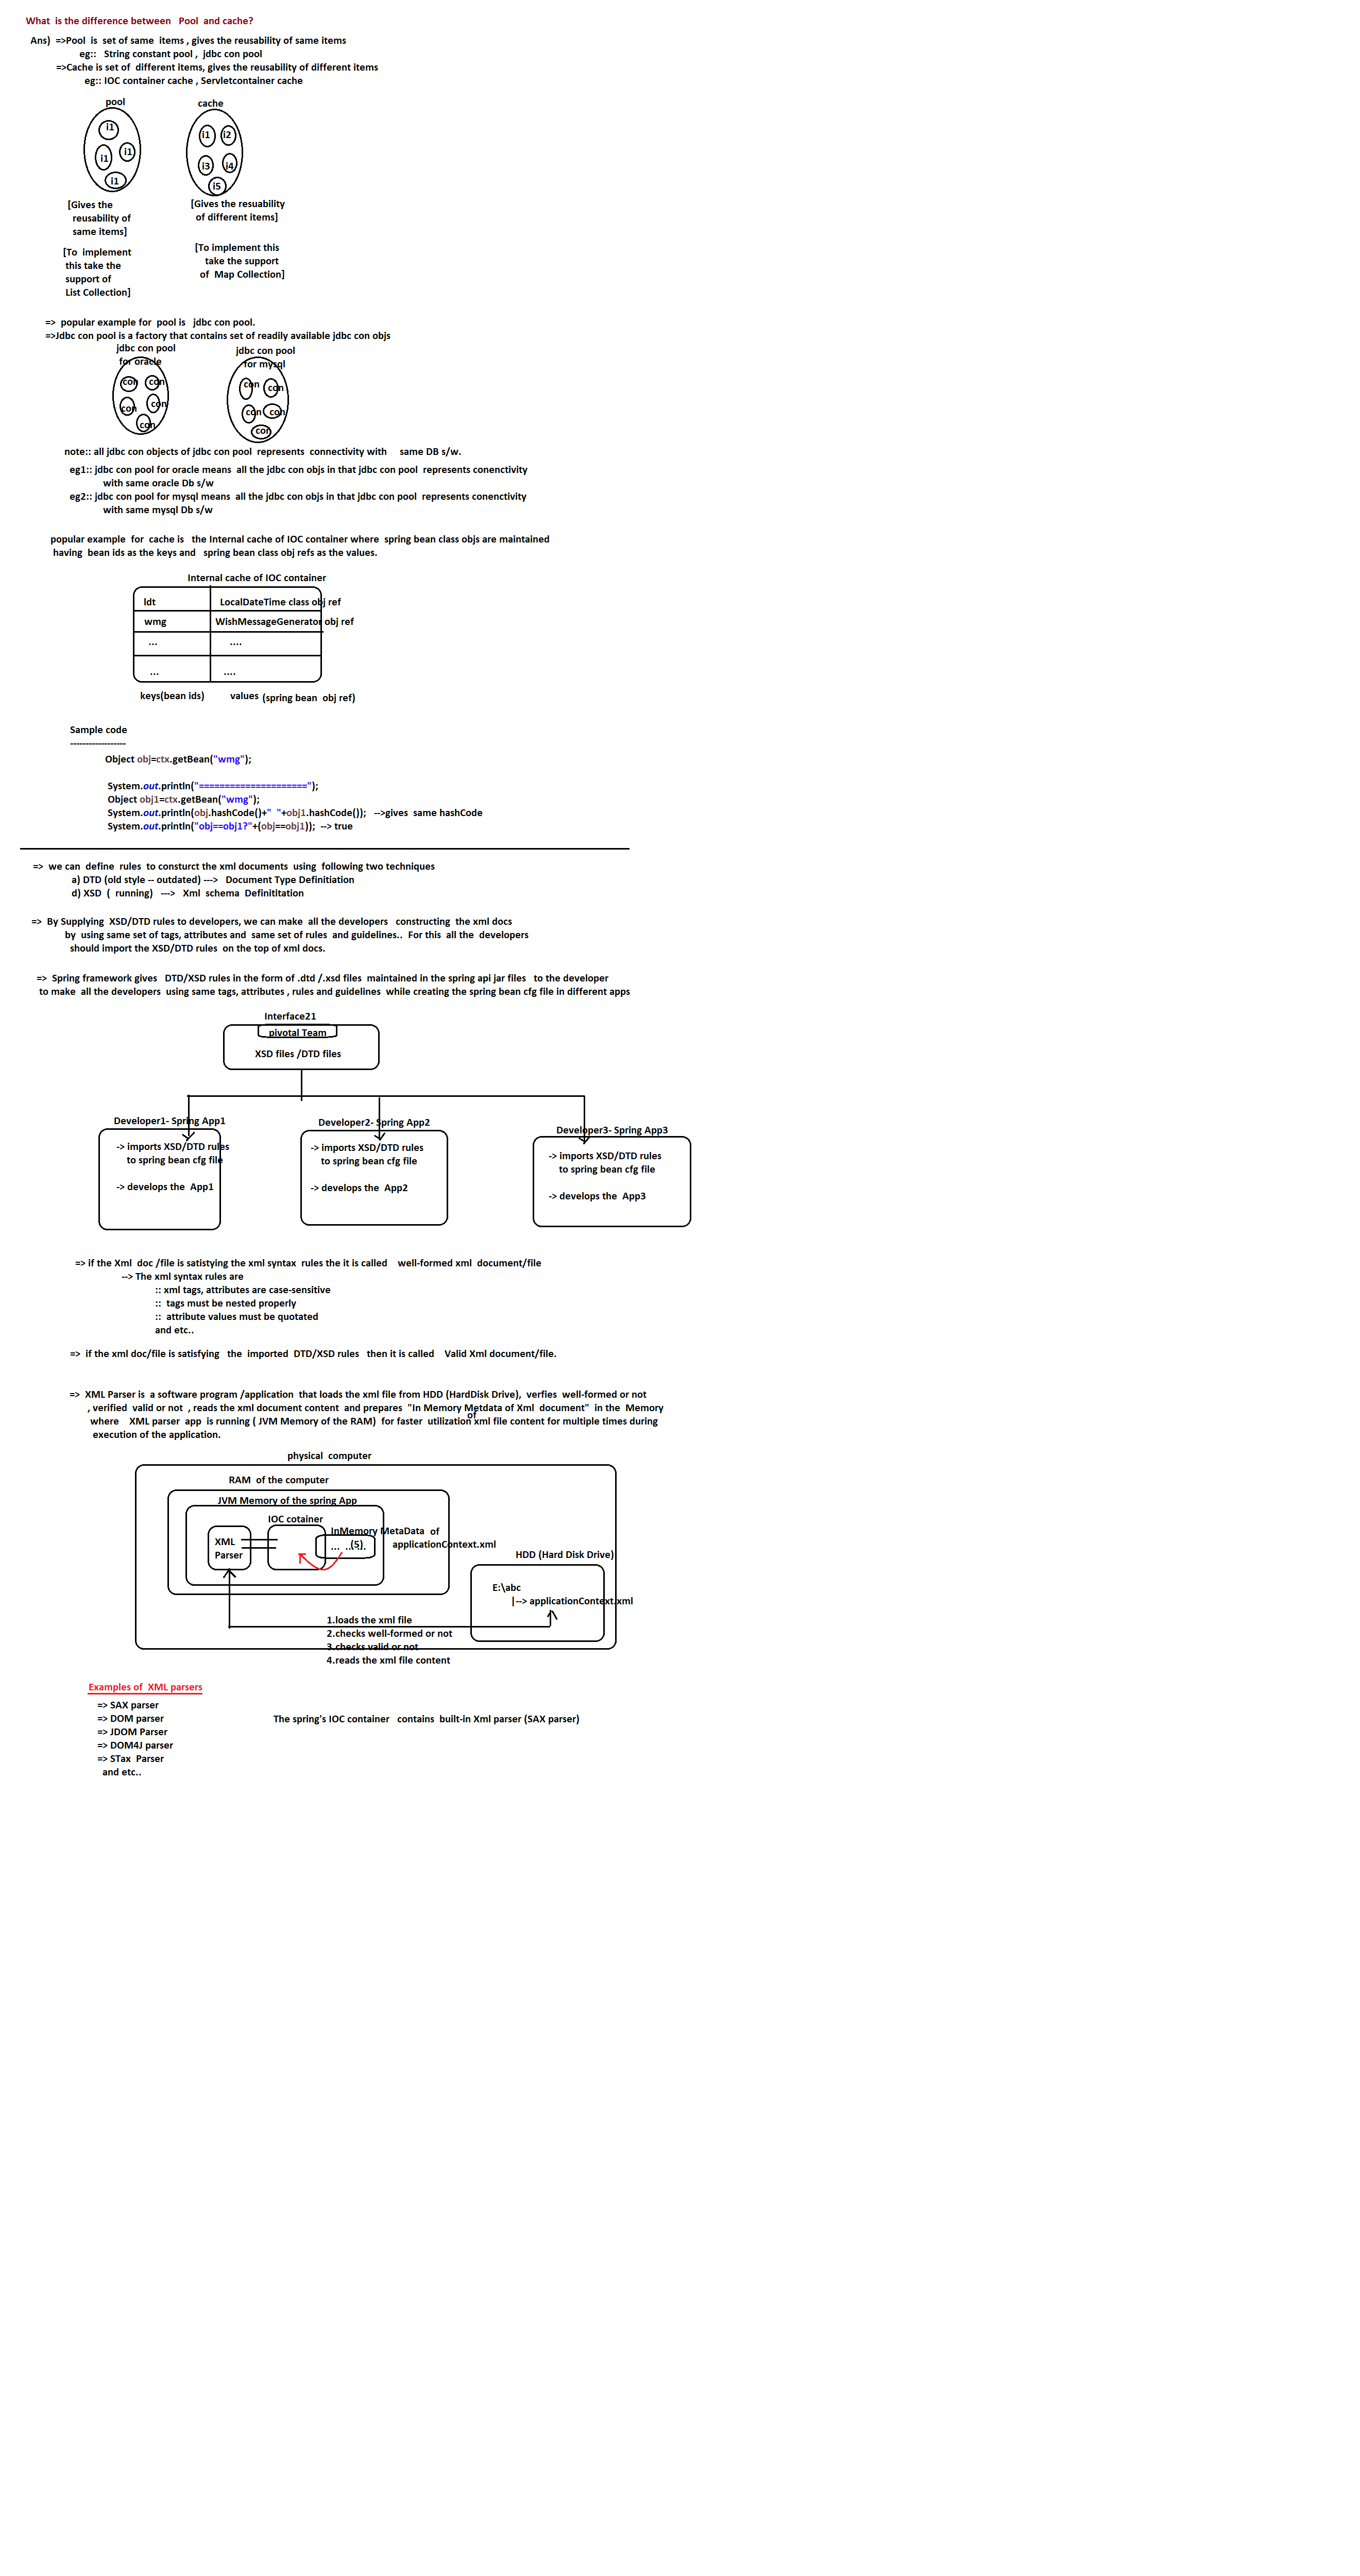 What is the difference between Pool and cache?
Ans) =>Pool is set of same items , gives the reusability of same items
eg:: String constant pool , jdbc con pool
=>Cache is set of different items, gives the reusability of different items
eg:: IOC container cache , Servletcontainer cache
pool cache
i1 i1 i2
i1 i1 i3 i4
i1 i5
[Gives the
reusability of
same items]
[Gives the resuability
of different items]
[To implement
this take the
support of
List Collection]
[To implement this
take the support
of Map Collection]
=> popular example for pool is jdbc con pool.
=>Jdbc con pool is a factory that contains set of readily available jdbc con objs
jdbc con pool
for oracle
con con
con con
con
jdbc con pool
for mysql
con con
con con
con
note:: all jdbc con objects of jdbc con pool represents connectivity with same DB s/w.
eg1:: jdbc con pool for oracle means all the jdbc con objs in that jdbc con pool represents conenctivity
with same oracle Db s/w
eg2:: jdbc con pool for mysql means all the jdbc con objs in that jdbc con pool represents conenctivity
with same mysql Db s/w
popular example for cache is the Internal cache of IOC container where spring bean class objs are maintained
having bean ids as the keys and spring bean class obj refs as the values.
Internal cache of IOC container
ldt LocalDateTime class obj ref
wmg WishMessageGenerator obj ref
... ....
... ....
keys(bean ids) values (spring bean obj ref)
Sample code
------------------
Object obj=ctx.getBean("wmg");
System.out.println("=====================");
Object obj1=ctx.getBean("wmg");
System.out.println(obj.hashCode()+" "+obj1.hashCode()); -->gives same hashCode
System.out.println("obj==obj1?"+(obj==obj1)); --> true
=> we can define rules to consturct the xml documents using following two techniques
a) DTD (old style -- outdated) ---> Document Type Definitiation
d) XSD ( running) ---> Xml schema Definititation
=> By Supplying XSD/DTD rules to developers, we can make all the developers constructing the xml docs
by using same set of tags, attributes and same set of rules and guidelines.. For this all the developers
should import the XSD/DTD rules on the top of xml docs.
=> Spring framework gives DTD/XSD rules in the form of .dtd /.xsd files maintained in the spring api jar files to the developer
to make all the developers using same tags, attributes , rules and guidelines while creating the spring bean cfg file in different apps
Interface21
pivotal Team
XSD files /DTD files
Developer1- Spring App1
-> imports XSD/DTD rules
to spring bean cfg file
-> develops the App1
Developer2- Spring App2
-> imports XSD/DTD rules
to spring bean cfg file
-> develops the App2
Developer3- Spring App3
-> imports XSD/DTD rules
to spring bean cfg file
-> develops the App3
=> if the Xml doc /file is satistying the xml syntax rules the it is called well-formed xml document/file
--> The xml syntax rules are
:: xml tags, attributes are case-sensitive
:: tags must be nested properly
:: attribute values must be quotated
and etc..
=> if the xml doc/file is satisfying the imported DTD/XSD rules then it is called Valid Xml document/file.
=> XML Parser is a software program /application that loads the xml file from HDD (HardDisk Drive), verfies well-formed or not
, verified valid or not , reads the xml document content and prepares "In Memory Metdata of Xml document" in the Memory
of
where XML parser app is running ( JVM Memory of the RAM) for faster utilization xml file content for multiple times during
execution of the application.
physical computer
RAM of the computer
JVM Memory of the spring App
IOC cotainer
XML
Parser
InMemory MetaData of
applicationContext.xml
... ...... (5)
HDD (Hard Disk Drive)
E:\abc
|--> applicationContext.xml
1.loads the xml file
2.checks well-formed or not
3.checks valid or not
4.reads the xml file content
Examples of XML parsers
=> SAX parser
=> DOM parser
=> JDOM Parser
=> DOM4J parser
=> STax Parser
and etc..
The spring's IOC container contains built-in Xml parser (SAX parser)